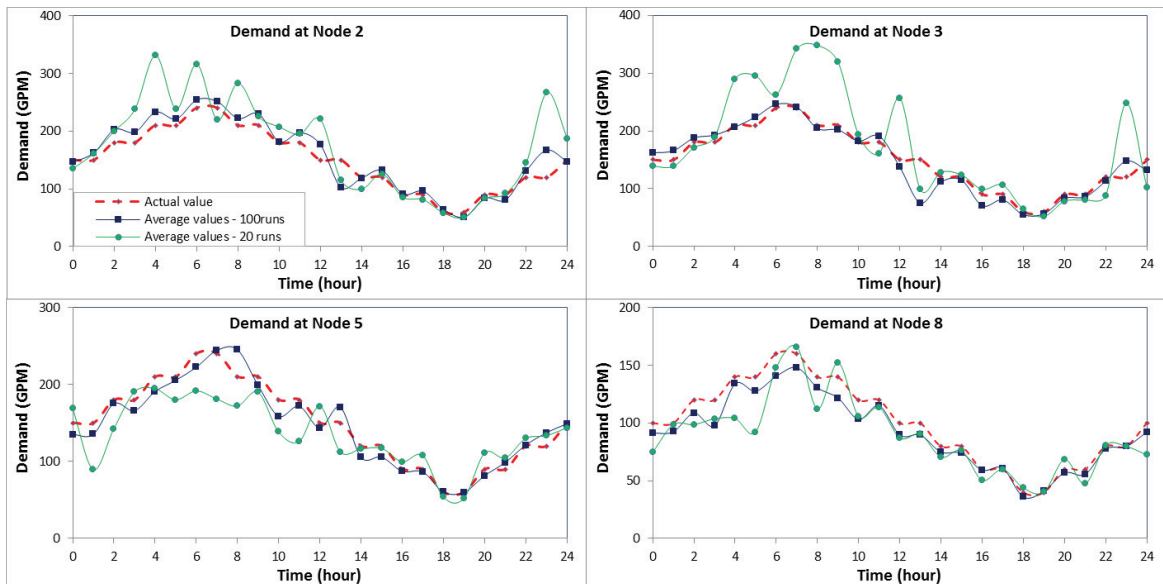 Demand at Node 2
Demand (GPM)
400
300
200
100
0
Actual value
Average values - 100runs
Average values - 20 runs
0 2 4 6 8 10 12 14 16 18 20 22 24
Time (hour)
Demand at Node 3
Demand (GPM)
400
300
200
100
0
0 2 4 6 8 10 12 14 16 18 20 22 24
Time (hour)
Demand at Node 5
Demand (GPM)
300
200
100
0
0 2 4 6 8 10 12 14 16 18 20 22 24
Time (hour)
Demand at Node 8
Demand (GPM)
200
150
100
50
0
0 2 4 6 8 10 12 14 16 18 20 22 24
Time (hour)